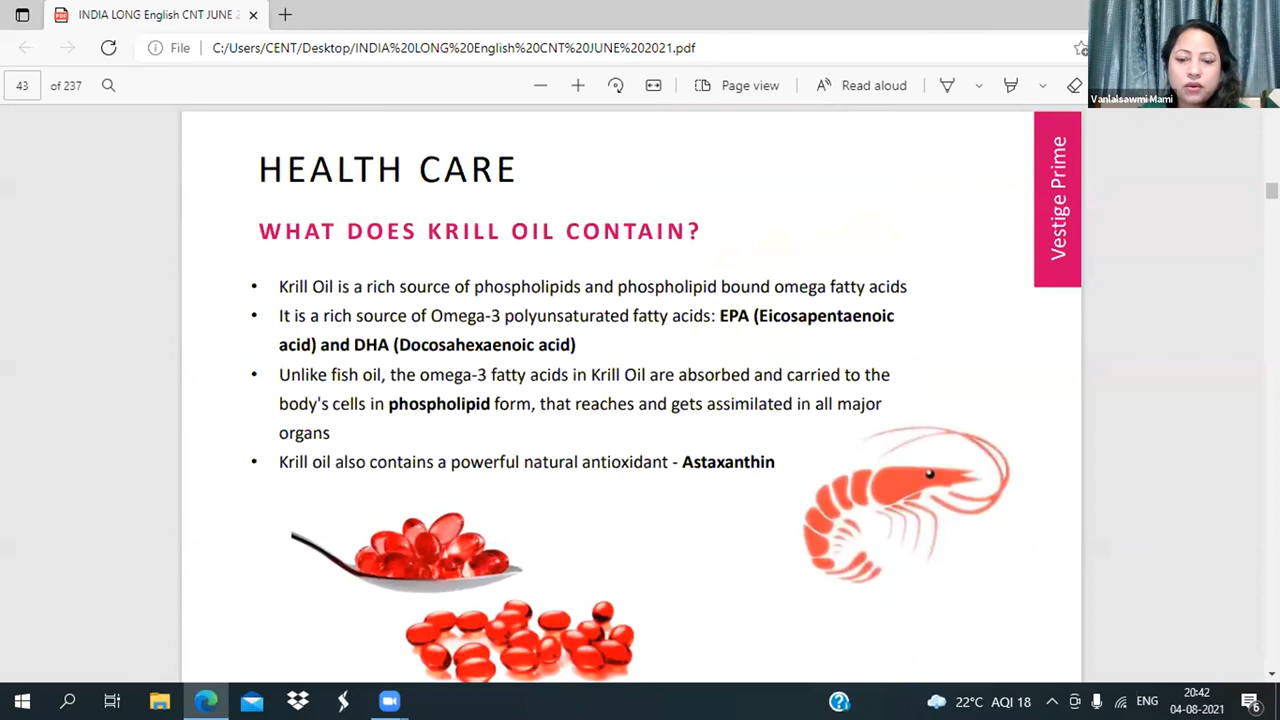 INDIA LONG English CNT JUNE 2
File
C:/Users/CENT/Desktop/INDIA%20LONG%20English%20CNT%20JUNE%202021.pdf
43
of 237
Page view
Read aloud
Vanlalsawmi Mami
HEALTH CARE
Vestige Prime
WHAT DOES KRILL OIL CONTAIN?
• Krill Oil is a rich source of phospholipids and phospholipid bound omega fatty acids
• It is a rich source of Omega-3 polyunsaturated fatty acids: EPA (Eicosapentaenoic
acid) and DHA (Docosahexaenoic acid)
• Unlike fish oil, the omega-3 fatty acids in Krill Oil are absorbed and carried to the
body's cells in phospholipid form, that reaches and gets assimilated in all major
organs
• Krill oil also contains a powerful natural antioxidant - Astaxanthin
22°C AQI 18
ENG
20:42
04-08-2021
6